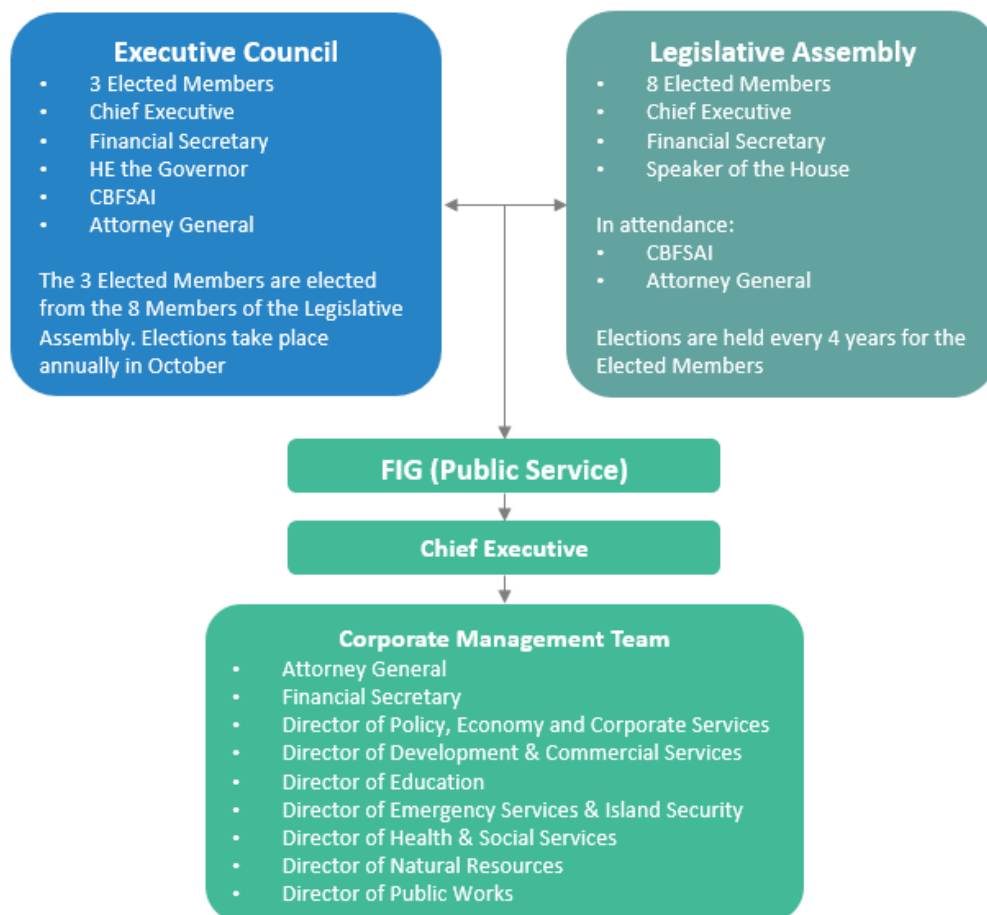 Executive Council
• 3 Elected Members
• Chief Executive
• Financial Secretary
• HE the Governor
• CBFSAI
• Attorney General
The 3 Elected Members are elected
from the 8 Members of the Legislative
Assembly. Elections take place
annually in October
Legislative Assembly
• 8 Elected Members
• Chief Executive
• Financial Secretary
• Speaker of the House
In attendance:
• CBFSAI
• Attorney General
Elections are held every 4 years for the
Elected Members
FIG (Public Service)
Chief Executive
Corporate Management Team
• Attorney General
• Financial Secretary
• Director of Policy, Economy and Corporate Services
• Director of Development & Commercial Services
• Director of Education
• Director of Emergency Services & Island Security
• Director of Health & Social Services
• Director of Natural Resources
• Director of Public Works